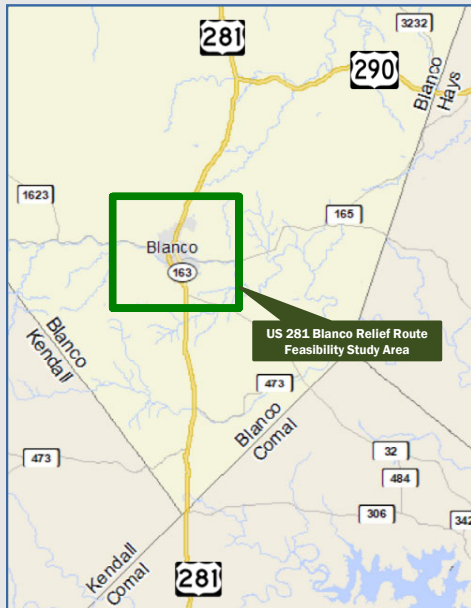 3232
281
290
Blanco
Hays
1623
165
Blanco
163
US 281 Blanco Relief Route
Feasibility Study Area
Blanco
Kendall
473
Blanco
Comal
473
32
484
306
342
Kendall
Comal
281